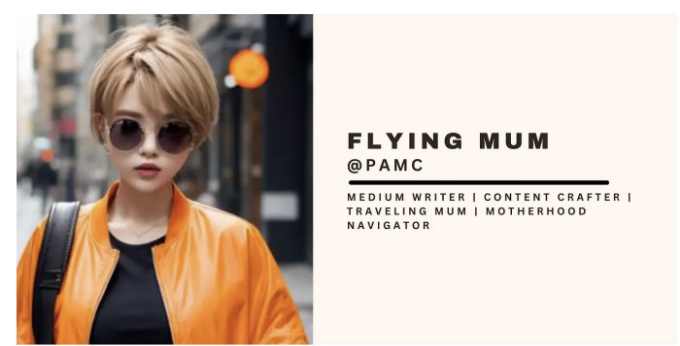 FLYING MUM
@PAMC
MEDIUM WRITER | CONTENT CRAFTER |
TRAVELING MUM | MOTHERHOOD
NAVIGATOR